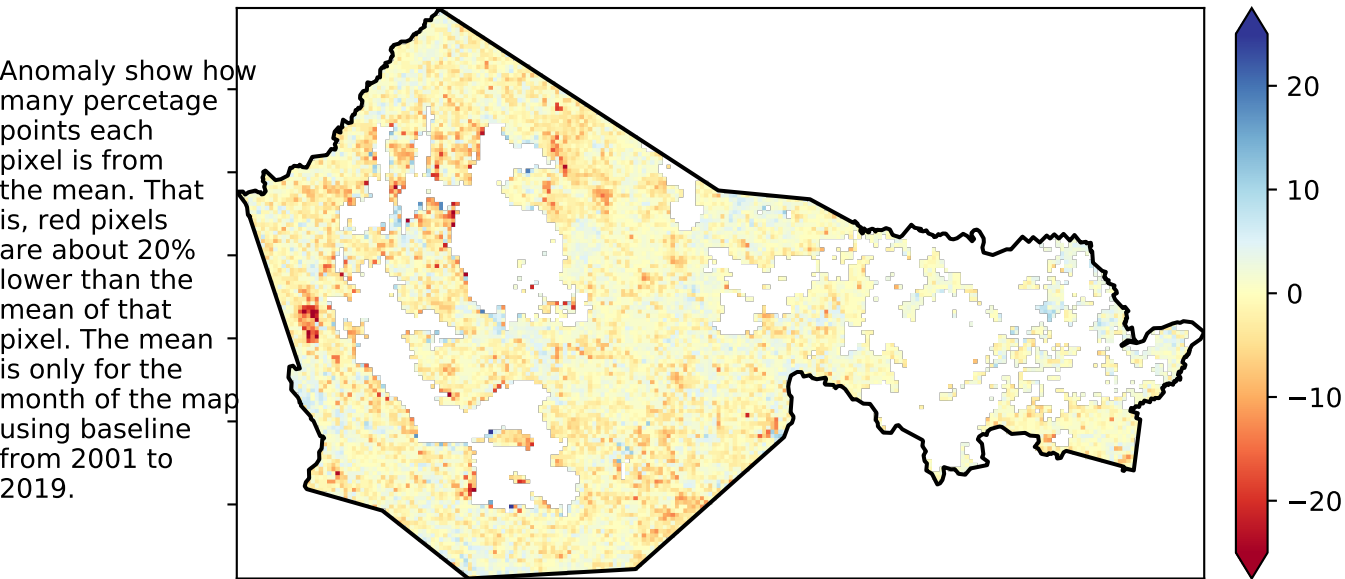 Anomaly show how
many percetage
points each
pixel is from
the mean. That
is, red pixels
are about 20%
lower than the
mean of that
pixel. The mean
is only for the
month of the map
using baseline
from 2001 to
2019.
20
10
0
−10
−20